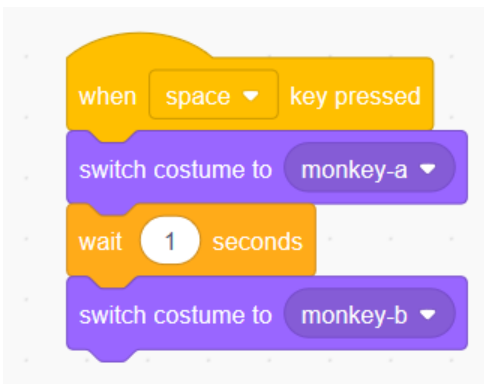 when space key pressed
switch costume to monkey-a
wait 1 seconds
switch costume to monkey-b